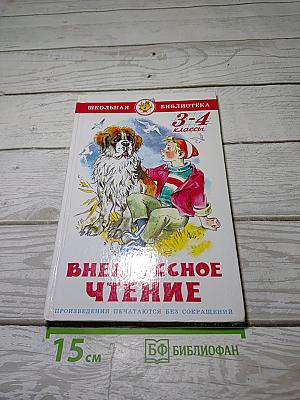 ШКОЛЬНАЯ БИБЛИОТЕКА
3-4
классы
ВНЕКЛАССНОЕ
ЧТЕНИЕ
ПРОИЗВЕДЕНИЯ ПЕЧАТАЮТСЯ БЕЗ СОКРАЩЕНИЙ
15 см
БФ БИБЛИОФАН